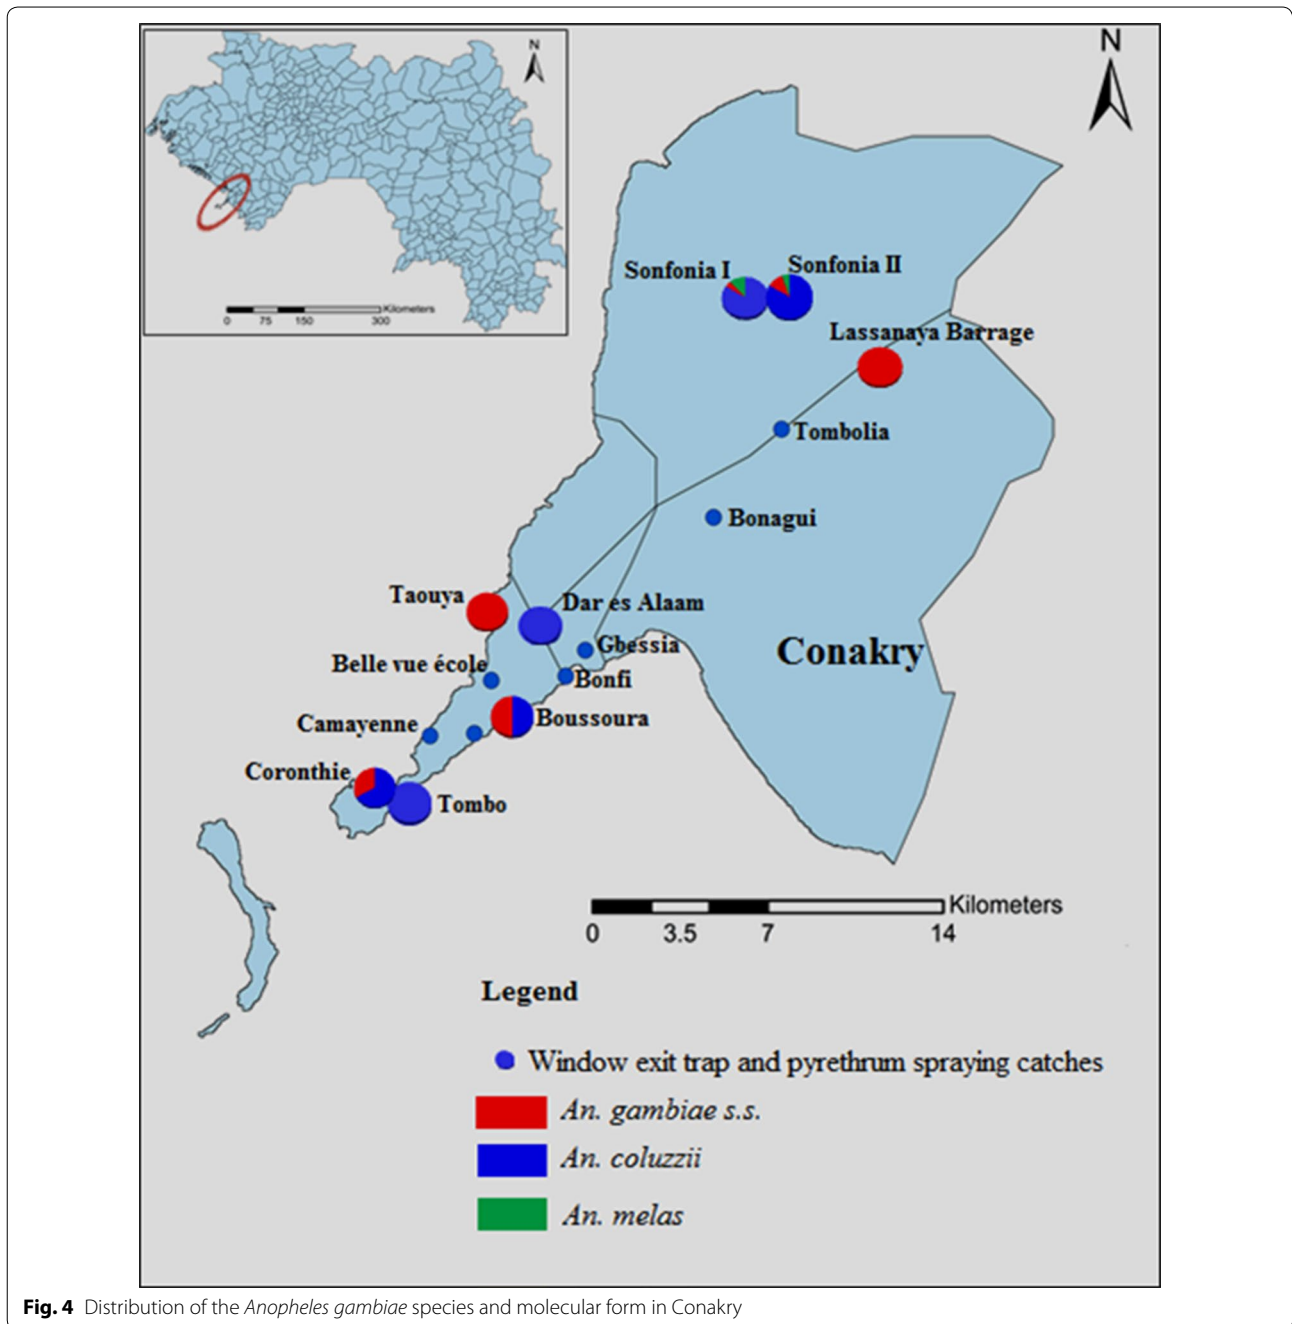 N
0 75 150 300 Kilometers
N
Sonfonia I
Sonfonia II
Lassanaya Barrage
Tombolia
Bonagui
Taouya
Dar es Alaam
Gbessia
Conakry
Belle vue école
Bonfi
Boussoura
Camayenne
Coronthie
Tombo
Kilometers
0 3.5 7 14
Legend
Window exit trap and pyrethrum spraying catches
An. gambiae s.s.
An. coluzzii
An. melas
Fig. 4 Distribution of the Anopheles gambiae species and molecular form in Conakry